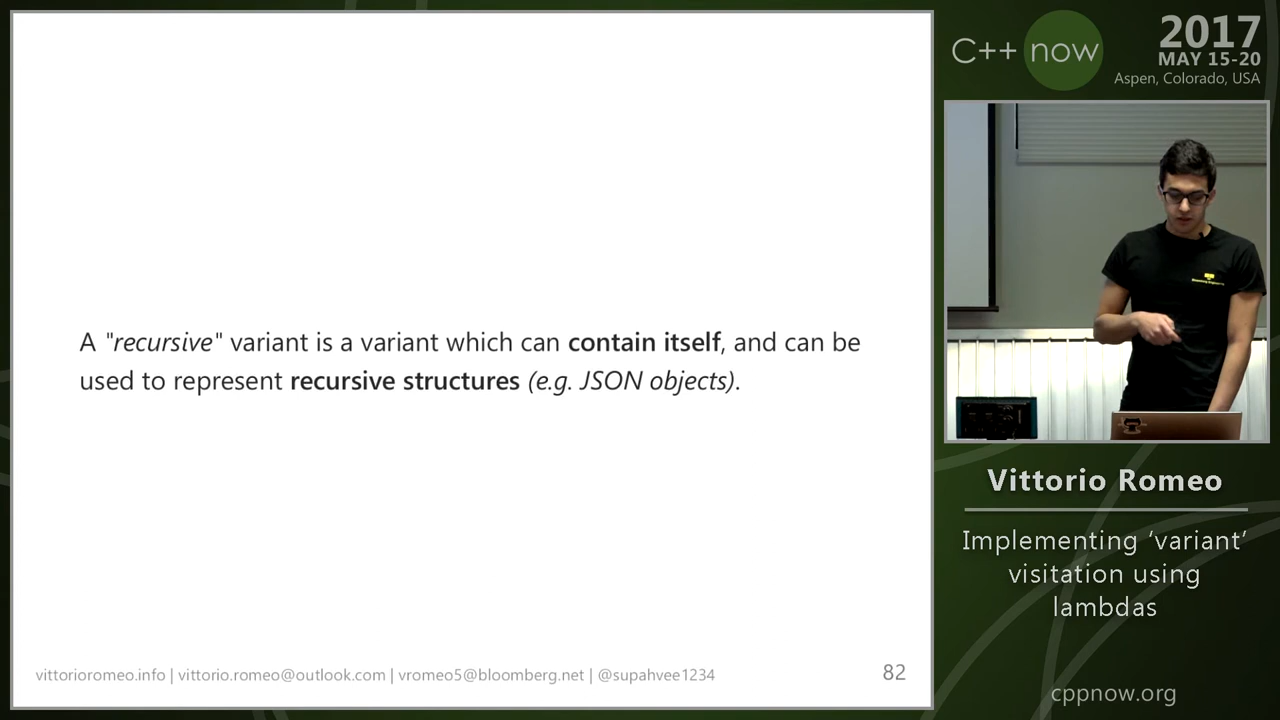 A "recursive" variant is a variant which can contain itself, and can be
used to represent recursive structures (e.g. JSON objects).
vittorioromeo.info | vittorio.romeo@outlook.com | vromeo5@bloomberg.net | @supahvee1234
82
C++ now
2017
MAY 15-20
Aspen, Colorado, USA
Vittorio Romeo
Implementing ‘variant’
visitation using
lambdas
cppnow.org